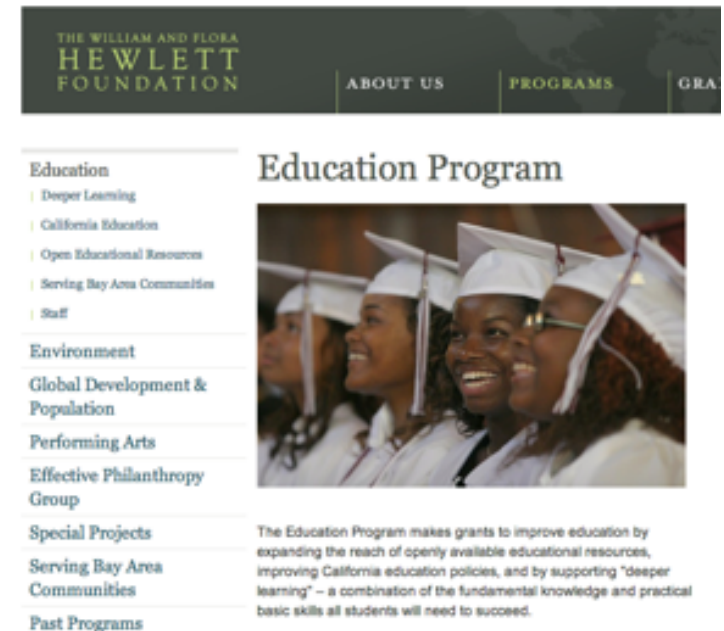 THE WILLIAM AND FLORA
HEWLETT
FOUNDATION
ABOUT US
PROGRAMS
GRA
Education
Deeper Learning
California Education
Open Educational Resources
Serving Bay Area Communities
Staff
Environment
Global Development &
Population
Performing Arts
Effective Philanthropy
Group
Special Projects
Serving Bay Area
Communities
Past Programs
Education Program
The Education Program makes grants to improve education by
expanding the reach of openly available educational resources,
improving California education policies, and by supporting "deeper
learning" – a combination of the fundamental knowledge and practical
basic skills all students will need to succeed.